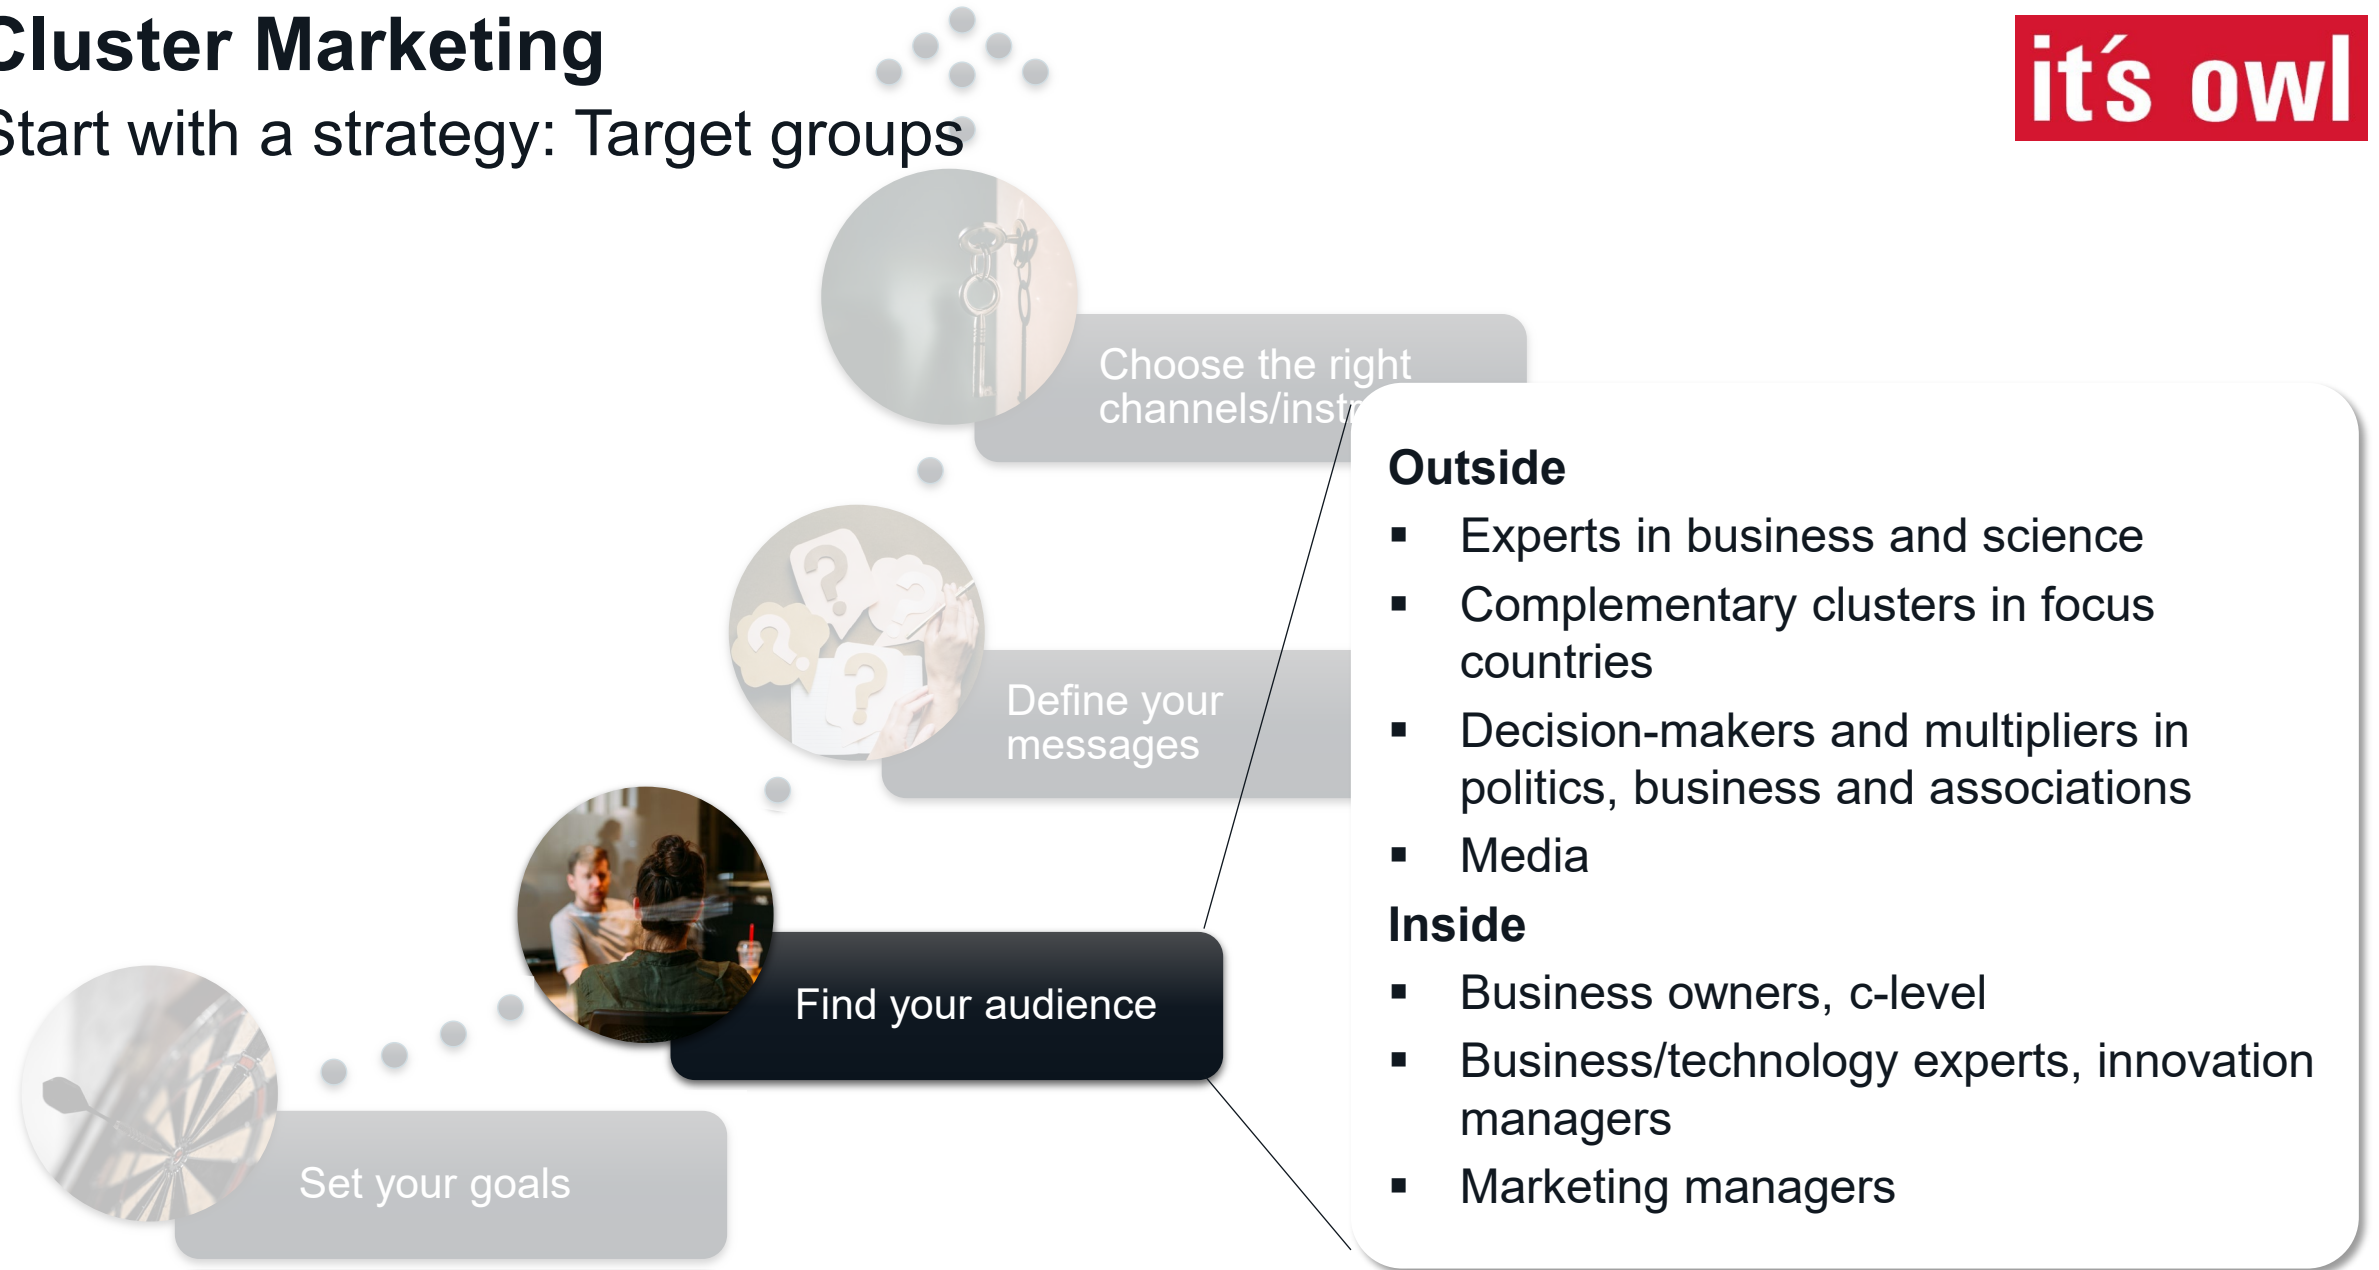 Cluster Marketing
Start with a strategy: Target groups
it´s owl
Choose the right
channels/inst
Define your
messages
Find your audience
Set your goals
Outside
▪ Experts in business and science
▪ Complementary clusters in focus
countries
▪ Decision-makers and multipliers in
politics, business and associations
▪ Media
Inside
▪ Business owners, c-level
▪ Business/technology experts, innovation
managers
▪ Marketing managers